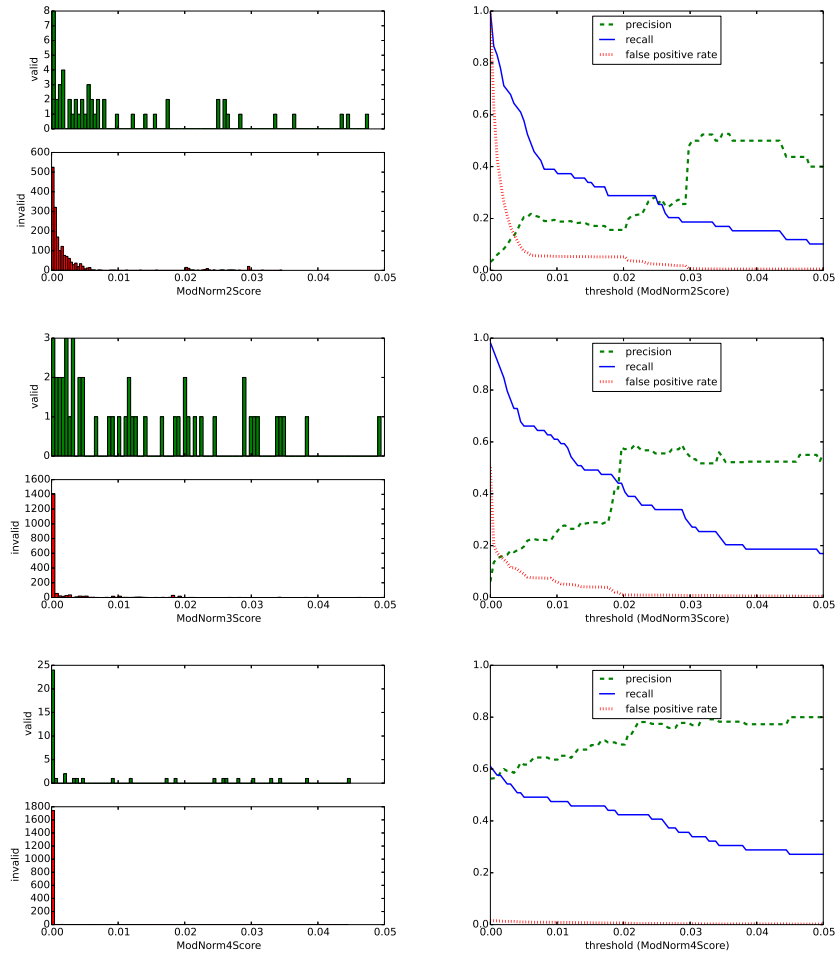 8
7
6
5
4
3
2
1
0
valid
600
500
400
300
200
100
0
invalid
0.00 0.01 0.02 0.03 0.04 0.05
ModNorm2Score
1.0
0.8
0.6
0.4
0.2
0.0
precision
recall
false positive rate
0.00 0.01 0.02 0.03 0.04 0.05
threshold (ModNorm2Score)
3
2
1
0
valid
1600
1400
1200
1000
800
600
400
200
0
invalid
0.00 0.01 0.02 0.03 0.04 0.05
ModNorm3Score
1.0
0.8
0.6
0.4
0.2
0.0
precision
recall
false positive rate
0.00 0.01 0.02 0.03 0.04 0.05
threshold (ModNorm3Score)
25
20
15
10
5
0
valid
1800
1600
1400
1200
1000
800
600
400
200
0
invalid
0.00 0.01 0.02 0.03 0.04 0.05
ModNorm4Score
1.0
0.8
0.6
0.4
0.2
0.0
precision
recall
false positive rate
0.00 0.01 0.02 0.03 0.04 0.05
threshold (ModNorm4Score)